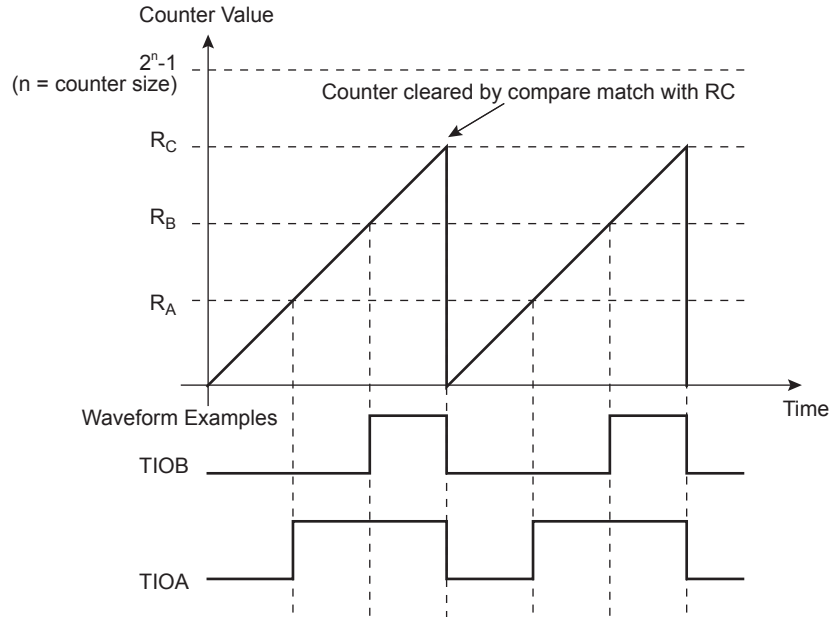 Counter Value
2ⁿ-1
(n = counter size)
Counter cleared by compare match with RC
R_C
R_B
R_A
Time
Waveform Examples
TIOB
TIOA